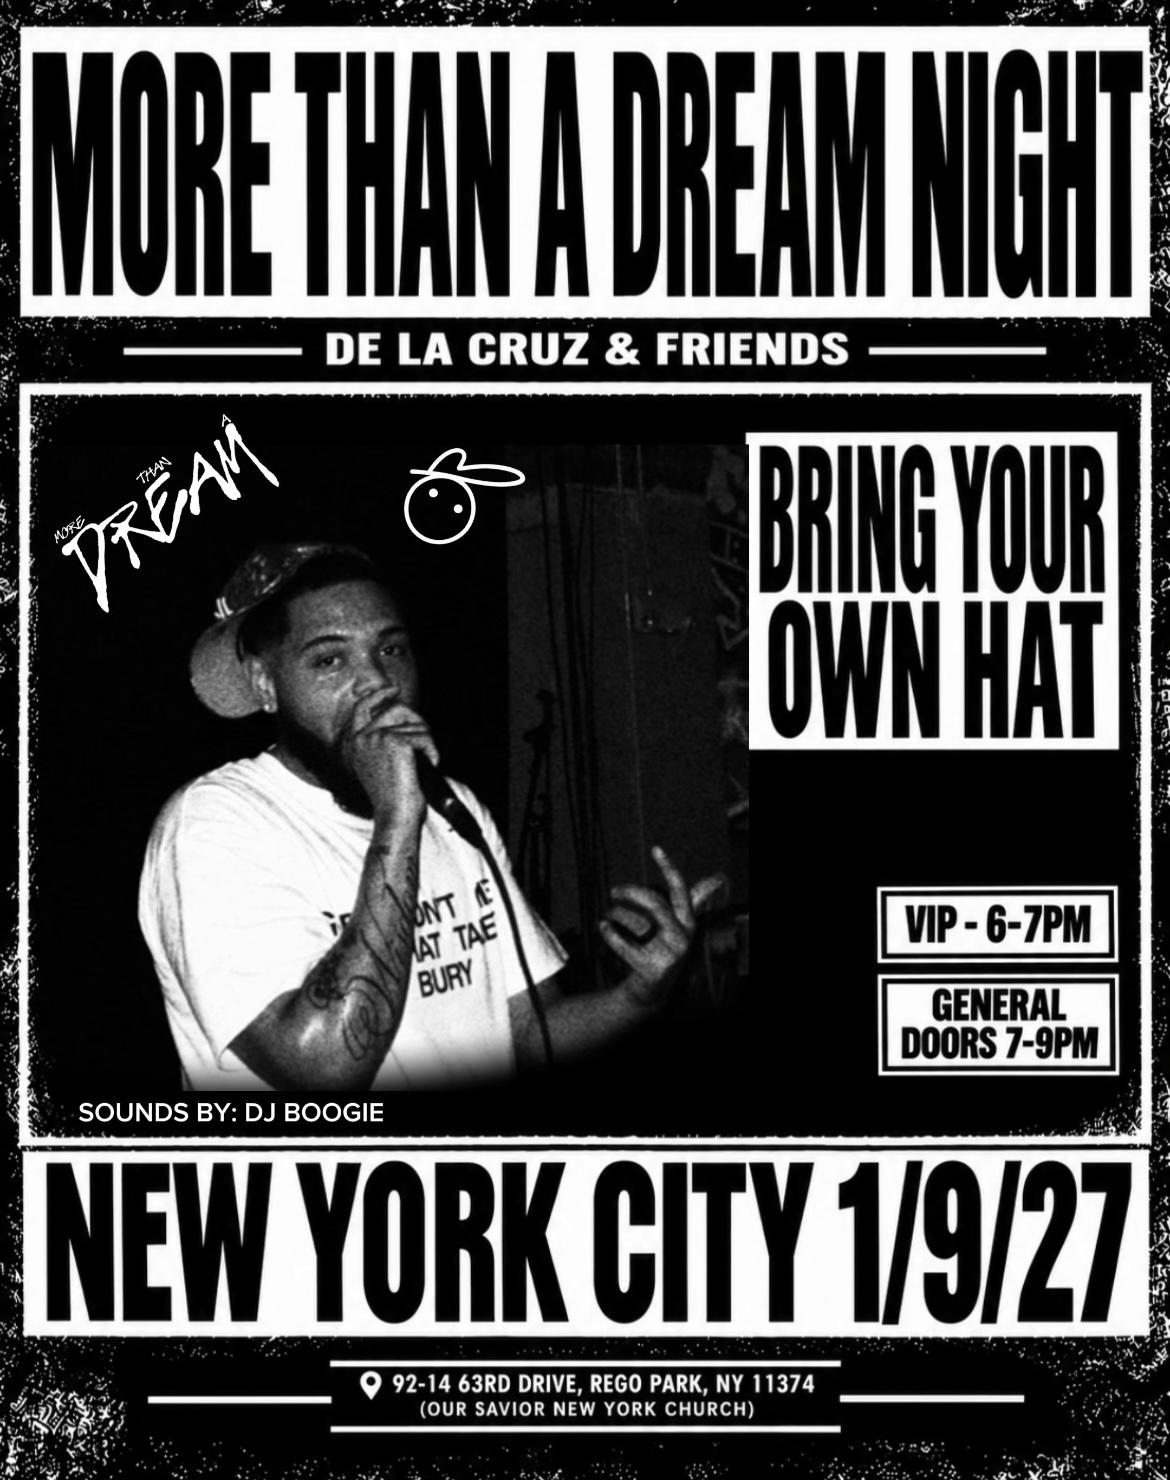 MORE THAN A DREAM NIGHT
DE LA CRUZ & FRIENDS
MORE THAN A
DREAM
BRING YOUR
OWN HAT
VIP - 6-7PM
GENERAL
DOORS 7-9PM
BURY
SOUNDS BY: DJ BOOGIE
NEW YORK CITY 1/9/27
92-14 63RD DRIVE, REGO PARK, NY 11374
(OUR SAVIOR NEW YORK CHURCH)